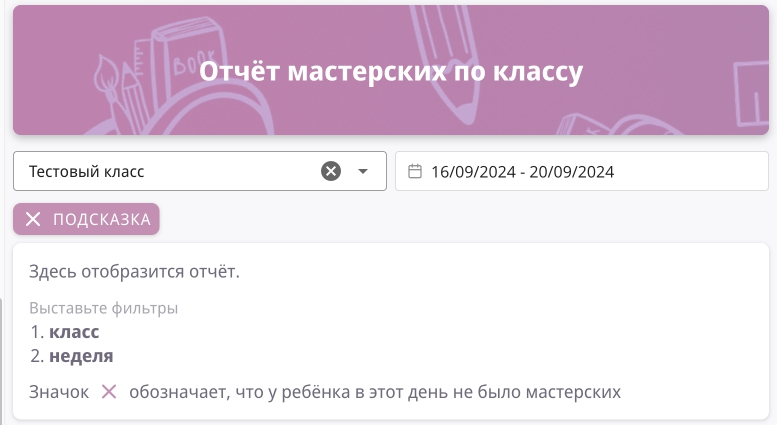 BOOK
Отчёт мастерских по классу
Тестовый класс
16/09/2024 - 20/09/2024
ПОДСКАЗКА
Здесь отобразится отчёт.
Выставьте фильтры
1. класс
2. неделя
Значок обозначает, что у ребёнка в этот день не было мастерских